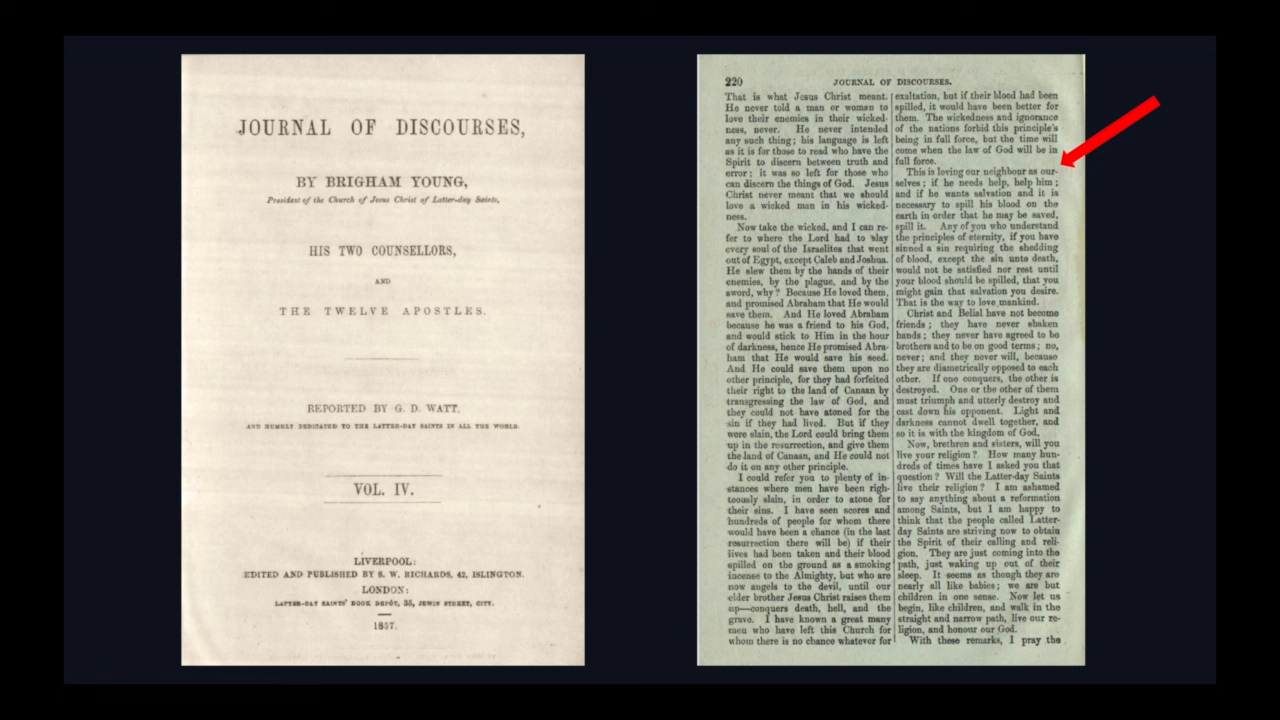 JOURNAL OF DISCOURSES,
BY BRIGHAM YOUNG,
President of the Church of Jesus Christ of Latter-day Saints,
HIS TWO COUNSELLORS,
AND
THE TWELVE APOSTLES.
REPORTED BY G. D. WATT,
AND HUMBLY DEDICATED TO THE LATTER-DAY SAINTS IN ALL THE WORLD.
VOL. IV.
LIVERPOOL:
EDITED AND PUBLISHED BY S. W. RICHARDS, 42, ISLINGTON.
LONDON:
LATTER-DAY SAINTS' BOOK DEPÔT, 35, JEWIN STREET, CITY.
1857.
220
JOURNAL OF DISCOURSES.
That is what Jesus Christ meant.
He never told a man or woman to
love their enemies in their wicked-
ness, never. He never intended
any such thing; his language is left
as it is for those to read who have the
Spirit to discern between truth and
error; it was so left for those who
can discern the things of God. Jesus
Christ never meant that we should
love a wicked man in his wicked-
ness.
Now take the wicked, and I can re-
fer to where the Lord had to slay
every soul of the Israelites that went
out of Egypt, except Caleb and Joshua.
He slew them by the hands of their
enemies, by the plague, and by the
sword, why? Because He loved them,
and promised Abraham that He would
save them. And He loved Abraham
because he was a friend to his God,
and would stick to Him in the hour
of darkness, hence He promised Abra-
ham that He would save his seed.
And He could save them upon no
other principle, for they had forfeited
their right to the land of Canaan by
transgressing the law of God, and
they could not have atoned for the
sin if they had lived. But if they
were slain, the Lord could bring them
up in the resurrection, and give them
the land of Canaan, and He could not
do it on any other principle.
I could refer you to plenty of in-
stances where men have been righ-
teously slain, in order to atone for
their sins. I have seen scores and
hundreds of people for whom there
would have been a chance (in the last
resurrection there will be) if their
lives had been taken and their blood
spilled on the ground as a smoking
incense to the Almighty, but who are
now angels to the devil, until our
elder brother Jesus Christ raises them
up—conquers death, hell, and the
grave. I have known a great many
men who have left this Church for
whom there is no chance whatever for
exaltation, but if their blood had been
spilled, it would have been better for
them. The wickedness and ignorance
of the nations forbid this principle's
being in full force, but the time will
come when the law of God will be in
full force.
This is loving our neighbour as our-
selves; if he needs help, help him;
and if he wants salvation and it is
necessary to spill his blood on the
earth in order that he may be saved,
spill it. Any of you who understand
the principles of eternity, if you have
sinned a sin requiring the shedding
of blood, except the sin unto death,
would not be satisfied nor rest until
your blood should be spilled, that you
might gain that salvation you desire.
That is the way to love mankind.
Christ and Belial have not become
friends; they have never shaken
hands; they never have agreed to be
brothers and to be on good terms; no,
never; and they never will, because
they are diametrically opposed to each
other. If one conquers, the other is
destroyed. One or the other of them
must triumph and utterly destroy and
cast down his opponent. Light and
darkness cannot dwell together, and
so it is with the kingdom of God.
Now, brethren and sisters, will you
live your religion? How many hun-
dreds of times have I asked you that
question? Will the Latter-day Saints
live their religion? I am ashamed
to say anything about a reformation
among Saints, but I am happy to
think that the people called Latter-
day Saints are striving now to obtain
the Spirit of their calling and reli-
gion. They are just coming into the
path, just waking up out of their
sleep. It seems as though they are
nearly all like babies; we are but
children in one sense. Now let us
begin, like children, and walk in the
straight and narrow path, live our re-
ligion, and honour our God.
With these remarks, I pray the